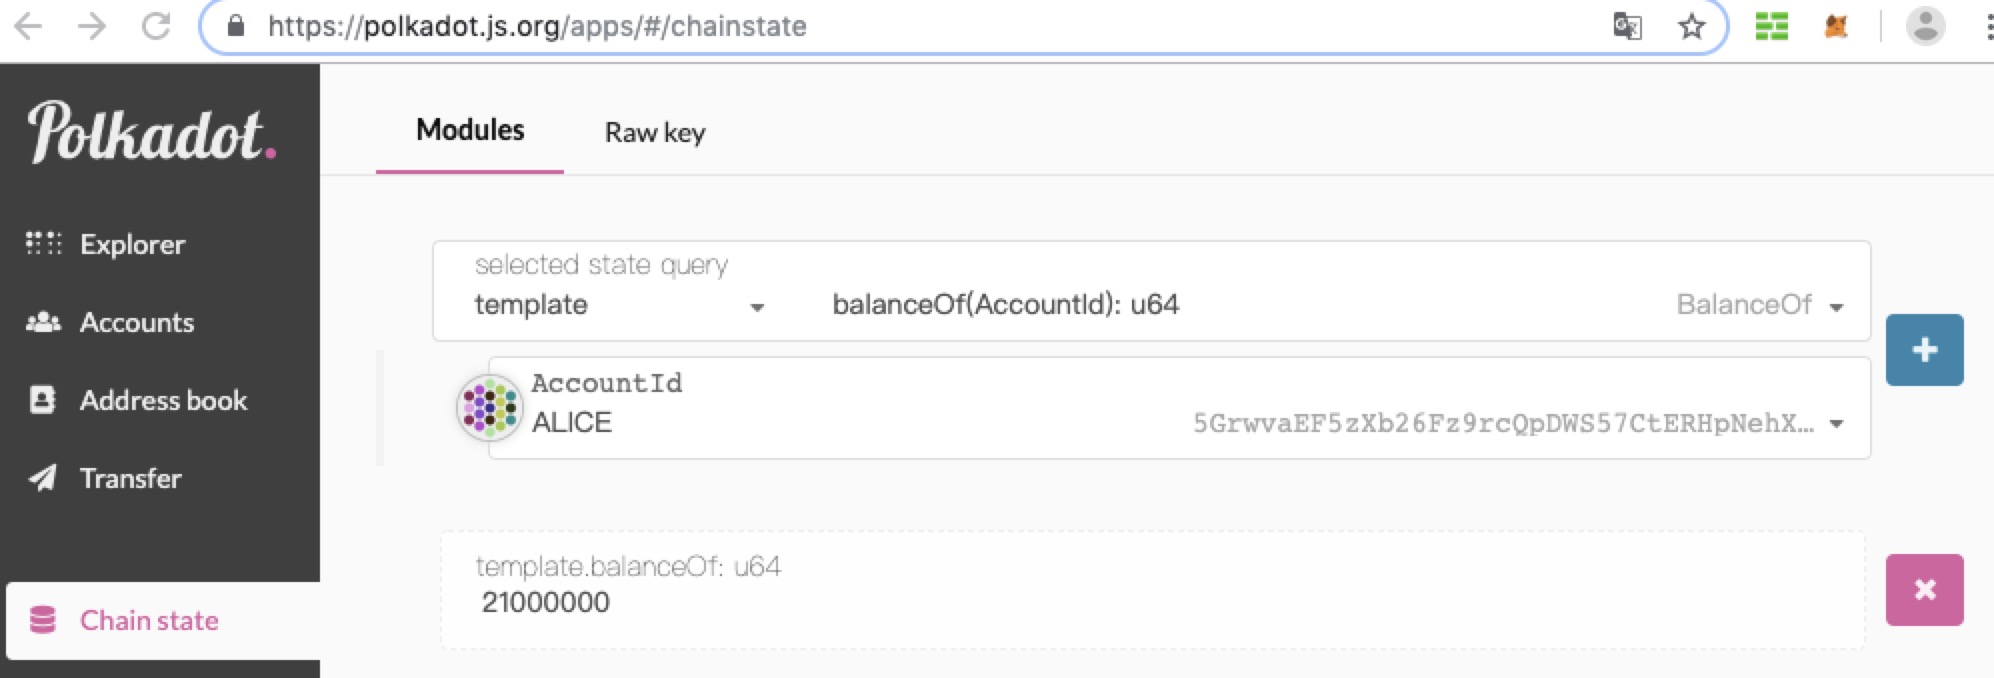 https://polkadot.js.org/apps/#/chainstate
Polkadot.
Modules
Raw key
Explorer
Accounts
Address book
Transfer
Chain state
selected state query
template
balanceOf(AccountId): u64
BalanceOf
AccountId
ALICE
5GrwvaEF5zXb26Fz9rcQpDWS57CtERHpNehX…
template.balanceOf: u64
21000000